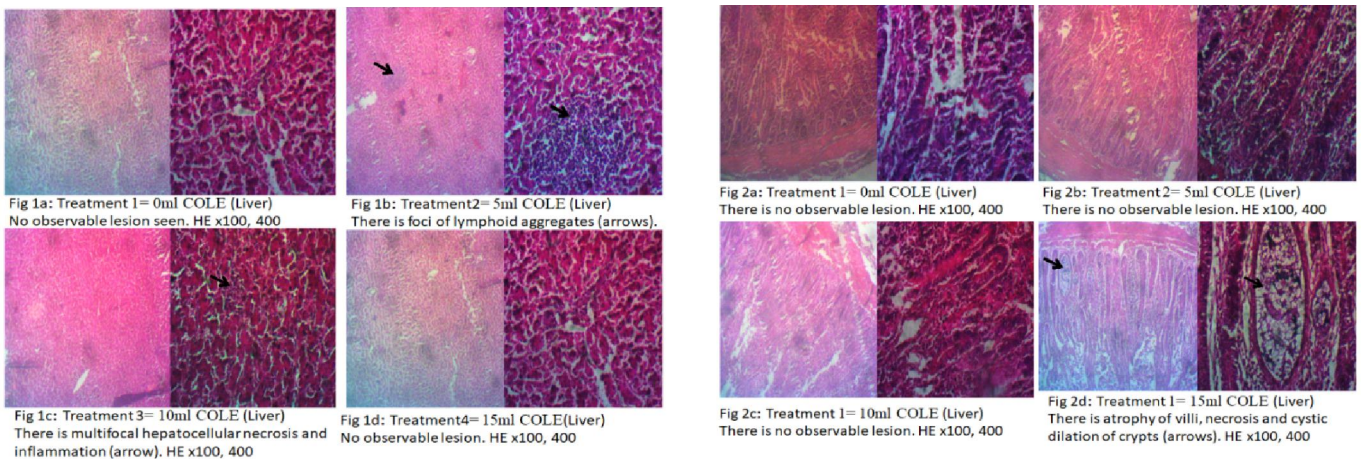 Fig 1a: Treatment 1= 0ml COLE (Liver)
No observable lesion seen. HE x100, 400
Fig 1b: Treatment2= 5ml COLE (Liver)
There is foci of lymphoid aggregates (arrows).
Fig 1c: Treatment 3= 10ml COLE (Liver)
There is multifocal hepatocellular necrosis and
inflammation (arrow). HE x100, 400
Fig 1d: Treatment4= 15ml COLE(Liver)
No observable lesion. HE x100, 400
Fig 2a: Treatment 1= 0ml COLE (Liver)
There is no observable lesion. HE x100, 400
Fig 2b: Treatment 2= 5ml COLE (Liver)
There is no observable lesion. HE x100, 400
Fig 2c: Treatment 1= 10ml COLE (Liver)
There is no observable lesion. HE x100, 400
Fig 2d: Treatment 1= 15ml COLE (Liver)
There is atrophy of villi, necrosis and cystic
dilation of crypts (arrows). HE x100, 400